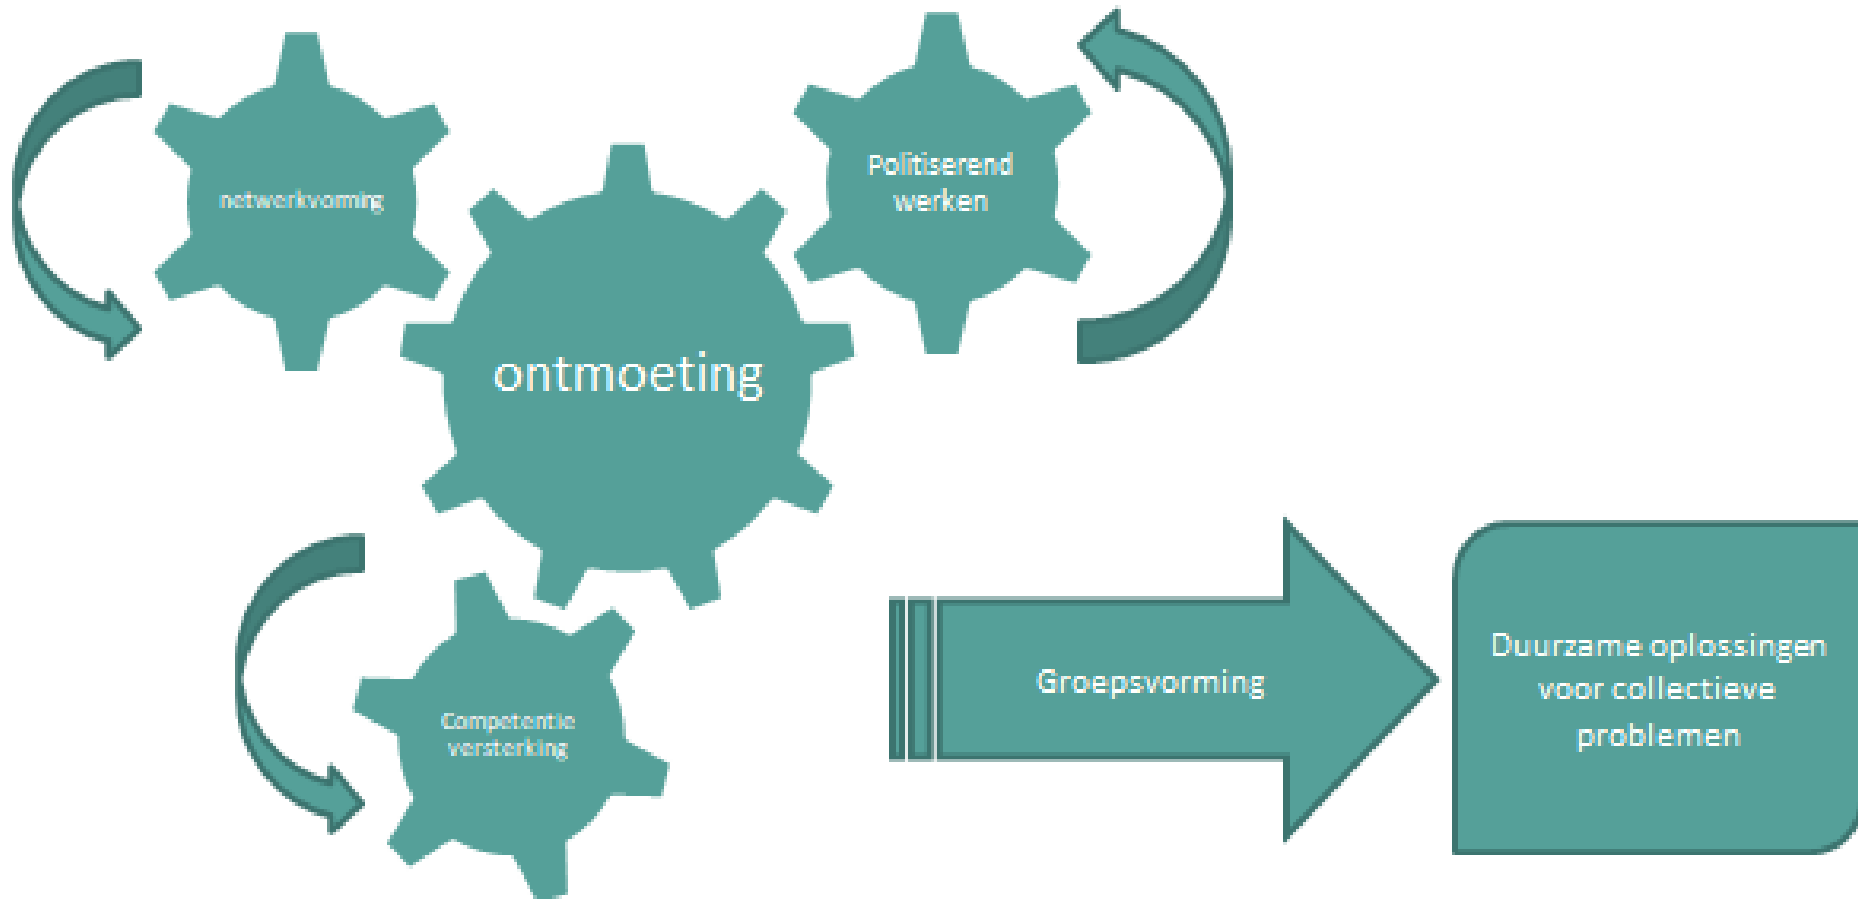 netwerkvorming
Politiserend
werken
ontmoeting
Competentie
versterking
Groepsvorming
Duurzame oplossingen
voor collectieve
problemen